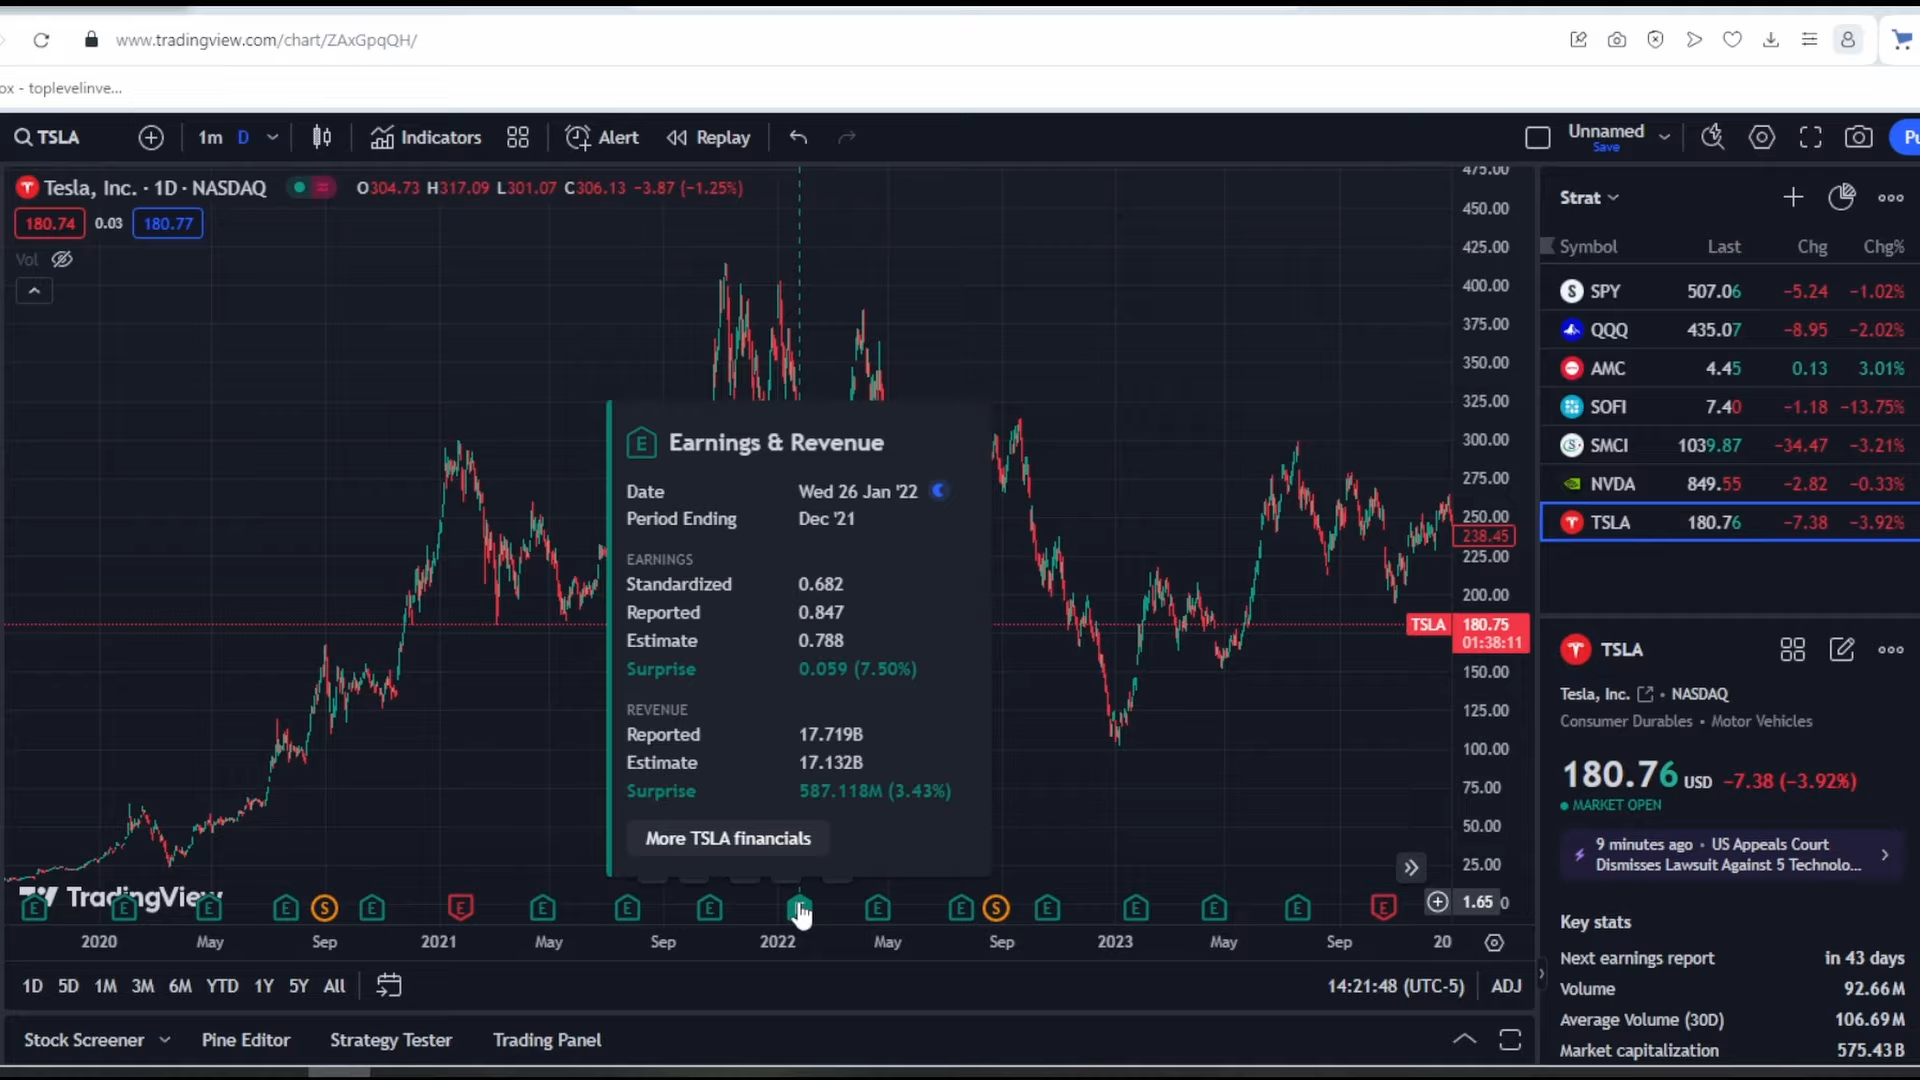 www.tradingview.com/chart/ZAxGpqQH/
ox - toplevelinve...
TSLA 1m D Indicators Alert Replay Unnamed
Save
Tesla, Inc. · 1D · NASDAQ O304.73 H317.09 L301.07 C306.13 −3.87 (−1.25%)
180.74 0.03 180.77
Vol
475.00
450.00
425.00
400.00
375.00
350.00
325.00
300.00
275.00
250.00
238.45
225.00
200.00
TSLA 180.75
01:38:11
150.00
125.00
100.00
75.00
50.00
25.00
1.65 0
E Earnings & Revenue
Date Wed 26 Jan '22
Period Ending Dec '21
EARNINGS
Standardized 0.682
Reported 0.847
Estimate 0.788
Surprise 0.059 (7.50%)
REVENUE
Reported 17.719B
Estimate 17.132B
Surprise 587.118M (3.43%)
More TSLA financials
TradingView
E E E E S E E E E E E E S E E E E E
2020 May Sep 2021 May Sep 2022 May Sep 2023 May Sep 20
1D 5D 1M 3M 6M YTD 1Y 5Y All 14:21:48 (UTC-5) ADJ
Stock Screener Pine Editor Strategy Tester Trading Panel
Strat
Symbol Last Chg Chg%
SPY 507.06 −5.24 −1.02%
QQQ 435.07 −8.95 −2.02%
AMC 4.45 0.13 3.01%
SOFI 7.40 −1.18 −13.75%
SMCI 1039.87 −34.47 −3.21%
NVDA 849.55 −2.82 −0.33%
TSLA 180.76 −7.38 −3.92%
TSLA
Tesla, Inc. • NASDAQ
Consumer Durables • Motor Vehicles
180.76 USD −7.38 (−3.92%)
MARKET OPEN
9 minutes ago • US Appeals Court
Dismisses Lawsuit Against 5 Technolo...
Key stats
Next earnings report in 43 days
Volume 92.66M
Average Volume (30D) 106.69M
Market capitalization 575.43B